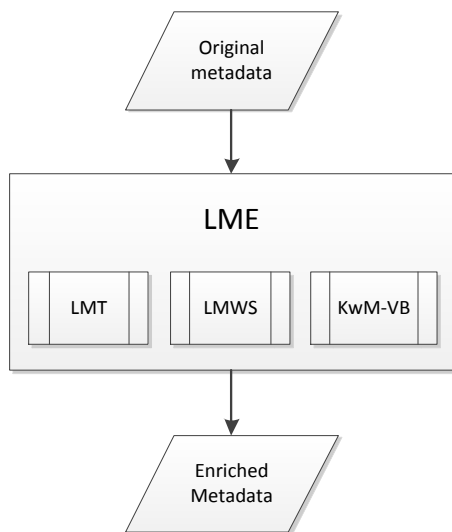 Original
metadata
LME
LMT
LMWS
KwM-VB
Enriched
Metadata